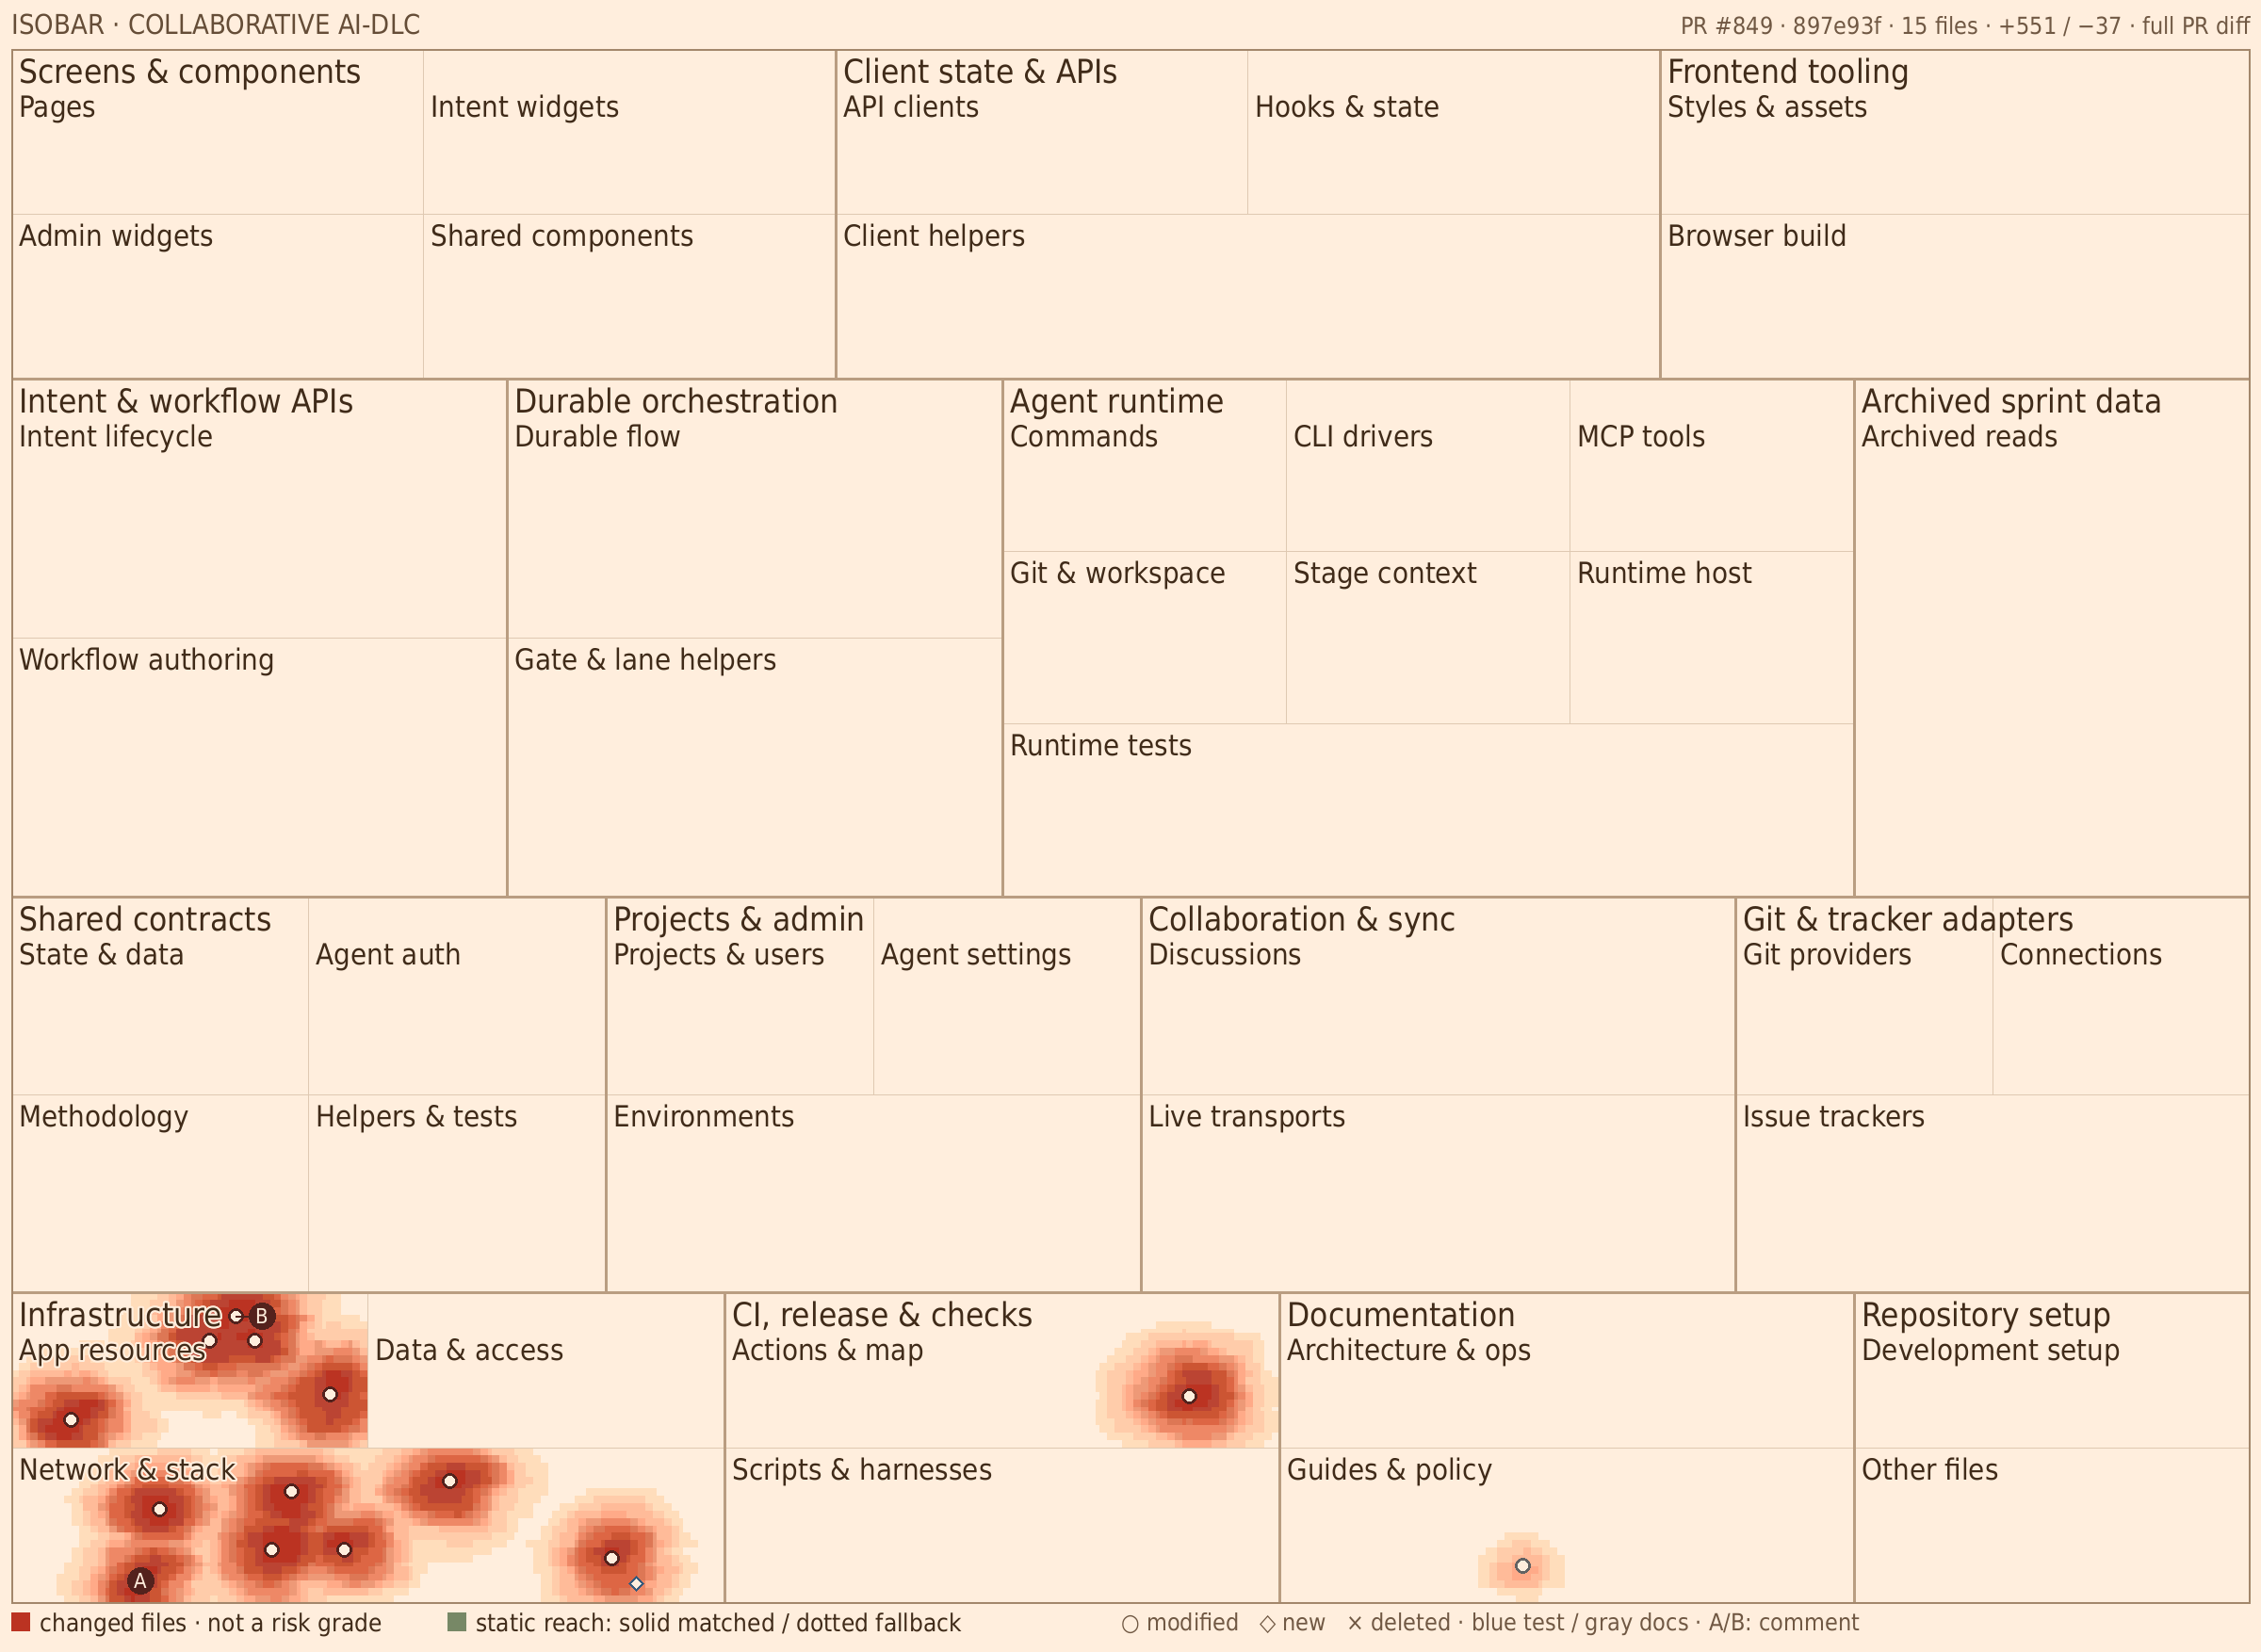 ISOBAR · COLLABORATIVE AI-DLC
PR #849 · 897e93f · 15 files · +551 / −37 · full PR diff
Screens & components
Pages
Intent widgets
Client state & APIs
API clients
Hooks & state
Frontend tooling
Styles & assets
Admin widgets
Shared components
Client helpers
Browser build
Intent & workflow APIs
Intent lifecycle
Durable orchestration
Durable flow
Agent runtime
Commands
CLI drivers
MCP tools
Archived sprint data
Archived reads
Git & workspace
Stage context
Runtime host
Workflow authoring
Gate & lane helpers
Runtime tests
Shared contracts
State & data
Agent auth
Projects & admin
Projects & users
Agent settings
Collaboration & sync
Discussions
Git & tracker adapters
Git providers
Connections
Methodology
Helpers & tests
Environments
Live transports
Issue trackers
Infrastructure
B
App resources
Data & access
CI, release & checks
Actions & map
Documentation
Architecture & ops
Repository setup
Development setup
Network & stack
A
Scripts & harnesses
Guides & policy
Other files
changed files · not a risk grade
static reach: solid matched / dotted fallback
○ modified ◇ new × deleted · blue test / gray docs · A/B: comment